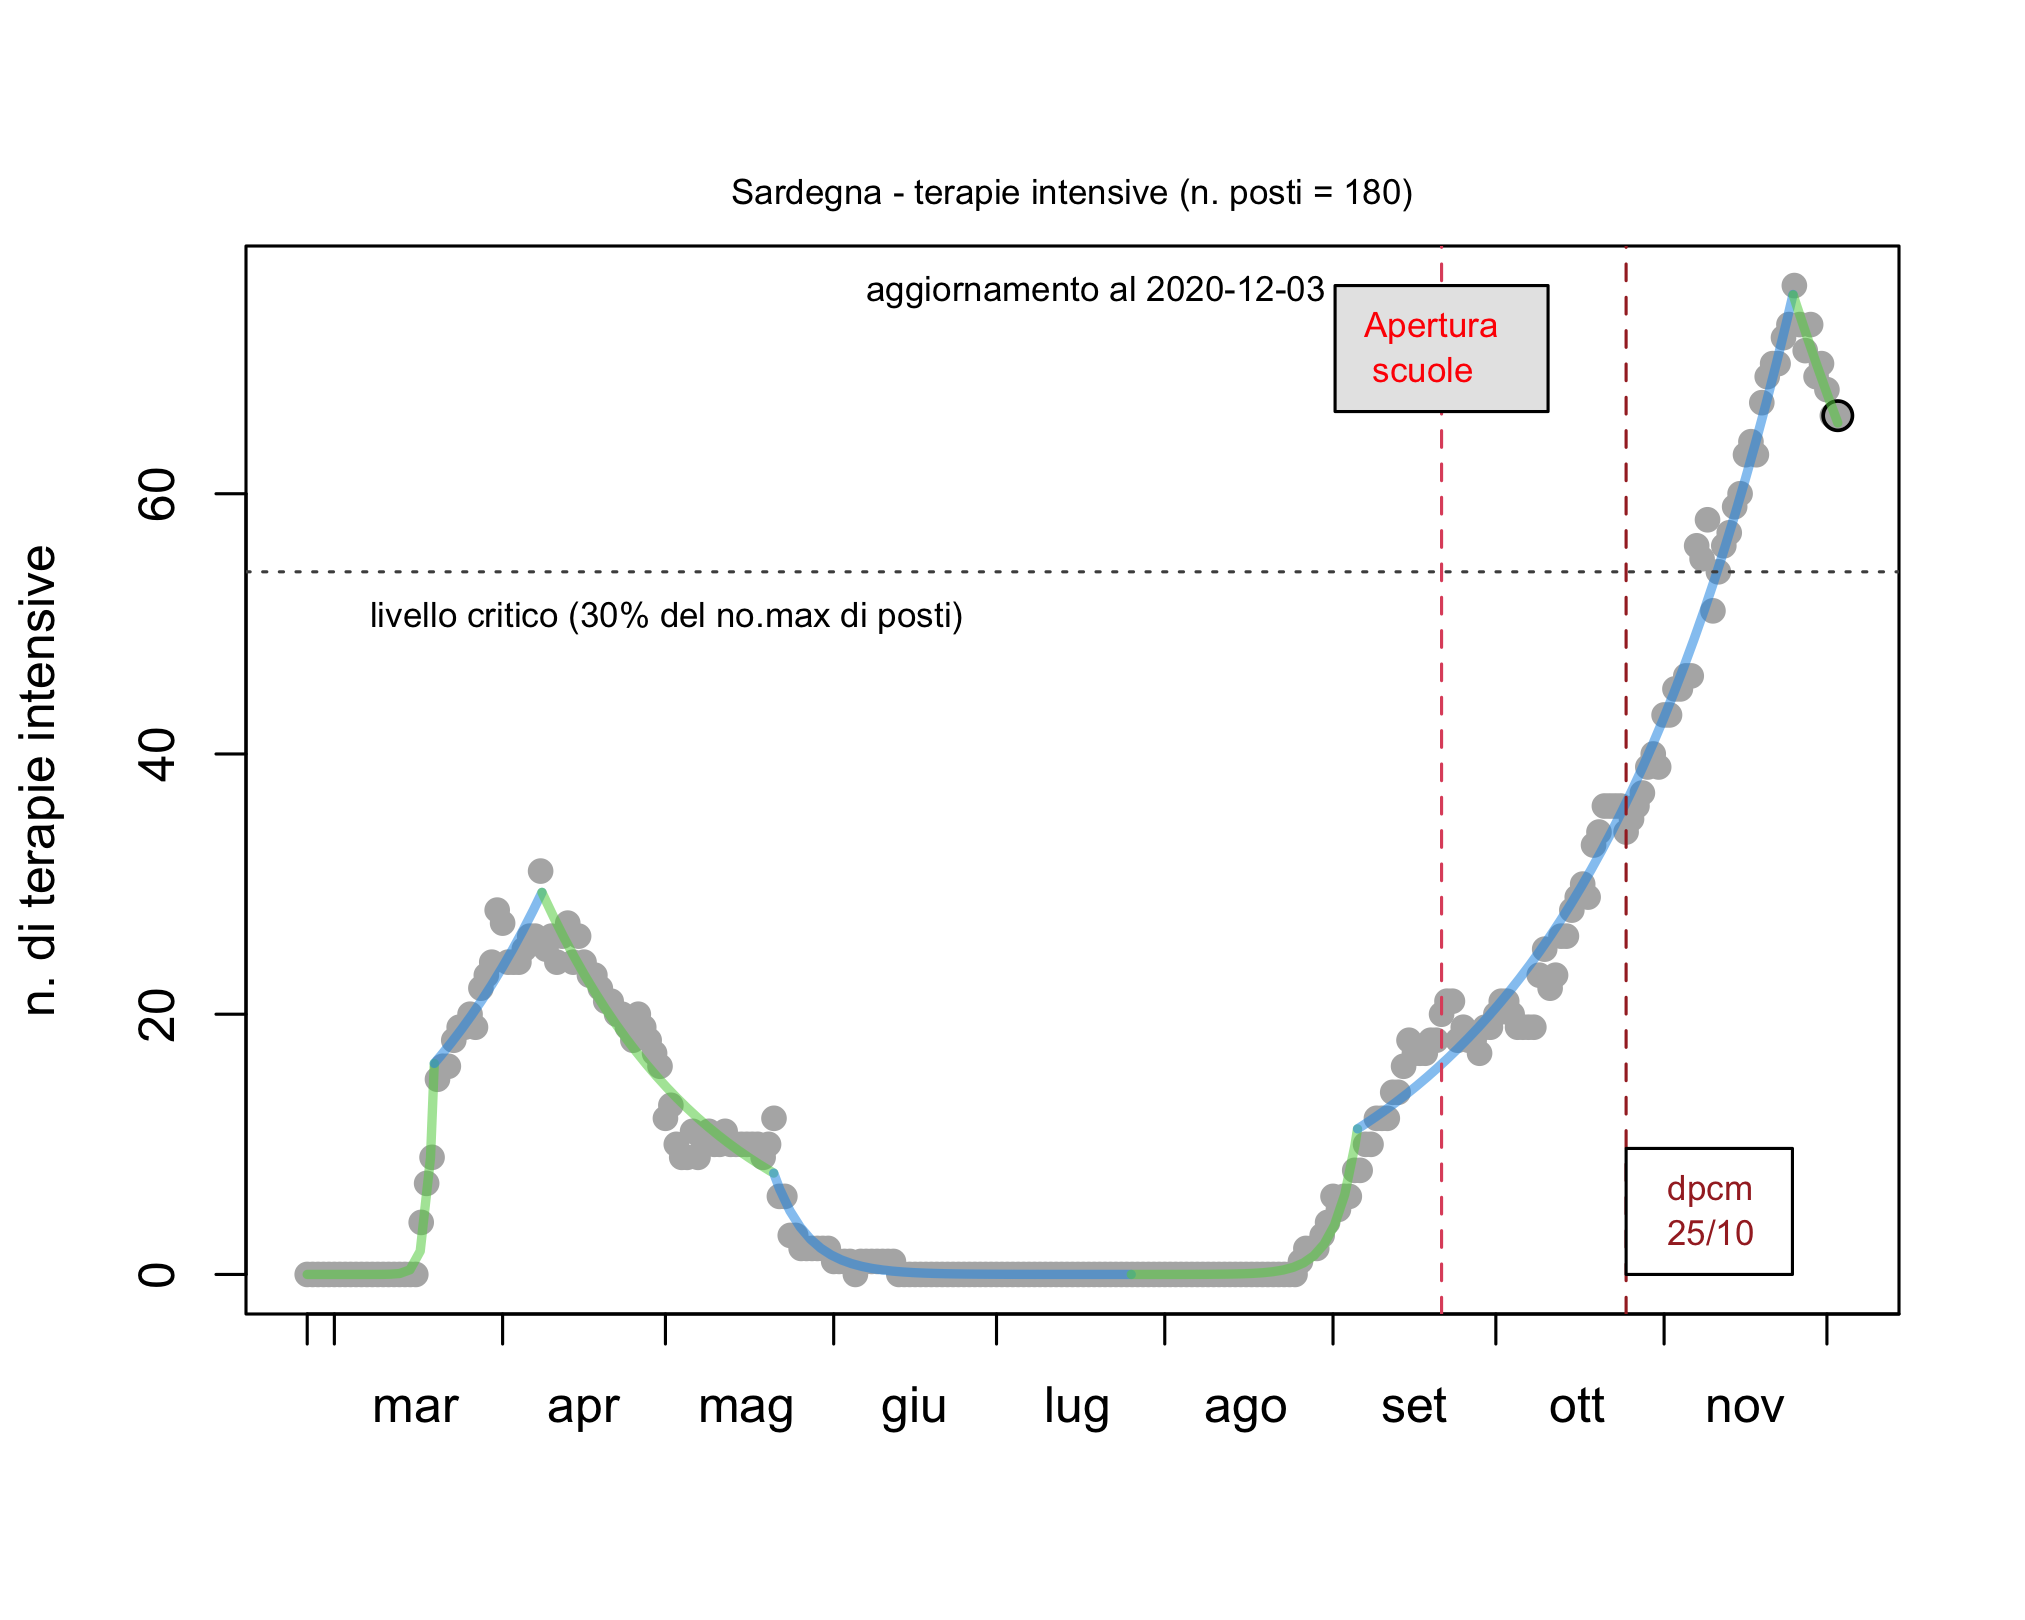 Sardegna - terapie intensive (n. posti = 180)
aggiornamento al 2020-12-03
Apertura
scuole
livello critico (30% del no.max di posti)
dpcm
25/10
n. di terapie intensive
60
40
20
0
mar apr mag giu lug ago set ott nov